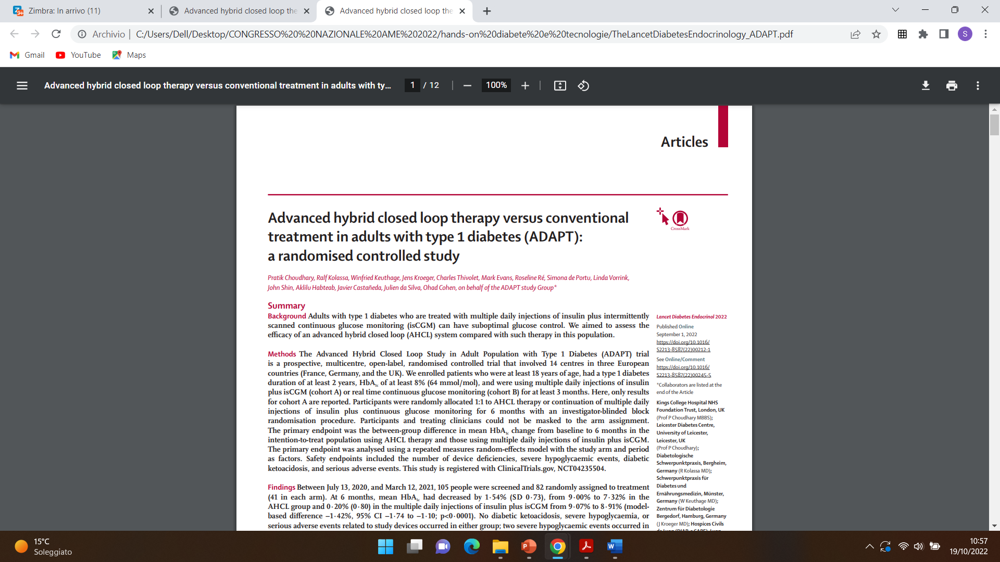 Zimbra: In arrivo (11)
Advanced hybrid closed loop the
Advanced hybrid closed loop the
Archivio
C:/Users/Dell/Desktop/CONGRESSO%20%20NAZIONALE%20AME%202022/hands-on%20diabete%20e%20tecnologie/TheLancetDiabetesEndocrinology_ADAPT.pdf
S
Gmail
YouTube
Maps
Advanced hybrid closed loop therapy versus conventional treatment in adults with ty...
1 / 12
100%
Articles
Advanced hybrid closed loop therapy versus conventional
treatment in adults with type 1 diabetes (ADAPT):
a randomised controlled study
CrossMark
Pratik Choudhary, Ralf Kolassa, Winfried Keuthage, Jens Kroeger, Charles Thivolet, Mark Evans, Roseline Ré, Simona de Portu, Linda Vorrink,
John Shin, Aklilu Habteab, Javier Castañeda, Julien da Silva, Ohad Cohen, on behalf of the ADAPT study Group*
Summary
Background Adults with type 1 diabetes who are treated with multiple daily injections of insulin plus intermittently
scanned continuous glucose monitoring (isCGM) can have suboptimal glucose control. We aimed to assess the
efficacy of an advanced hybrid closed loop (AHCL) system compared with such therapy in this population.
Methods The Advanced Hybrid Closed Loop Study in Adult Population with Type 1 Diabetes (ADAPT) trial
is a prospective, multicentre, open-label, randomised controlled trial that involved 14 centres in three European
countries (France, Germany, and the UK). We enrolled patients who were at least 18 years of age, had a type 1 diabetes
duration of at least 2 years, HbA1c of at least 8% (64 mmol/mol), and were using multiple daily injections of insulin
plus isCGM (cohort A) or real time continuous glucose monitoring (cohort B) for at least 3 months. Here, only results
for cohort A are reported. Participants were randomly allocated 1:1 to AHCL therapy or continuation of multiple daily
injections of insulin plus continuous glucose monitoring for 6 months with an investigator-blinded block
randomisation procedure. Participants and treating clinicians could not be masked to the arm assignment.
The primary endpoint was the between-group difference in mean HbA1c change from baseline to 6 months in the
intention-to-treat population using AHCL therapy and those using multiple daily injections of insulin plus isCGM.
The primary endpoint was analysed using a repeated measures random-effects model with the study arm and period
as factors. Safety endpoints included the number of device deficiencies, severe hypoglycaemic events, diabetic
ketoacidosis, and serious adverse events. This study is registered with ClinicalTrials.gov, NCT04235504.
Findings Between July 13, 2020, and March 12, 2021, 105 people were screened and 82 randomly assigned to treatment
(41 in each arm). At 6 months, mean HbA1c had decreased by 1·54% (SD 0·73), from 9·00% to 7·32% in the
AHCL group and 0·20% (0·80) in the multiple daily injections of insulin plus isCGM from 9·07% to 8·91% (model-
based difference –1·42%, 95% CI –1·74 to –1·10; p<0·0001). No diabetic ketoacidosis, severe hypoglycaemia, or
serious adverse events related to study devices occurred in either group; two severe hypoglycaemic events occurred in
Lancet Diabetes Endocrinol 2022
Published Online
September 1, 2022
https://doi.org/10.1016/
S2213-8587(22)00212-1
See Online/Comment
https://doi.org/10.1016/
S2213-8587(22)00245-5
*Collaborators are listed at the
end of the Article
Kings College Hospital NHS
Foundation Trust, London, UK
(Prof P Choudhary MBBS);
Leicester Diabetes Centre,
University of Leicester,
Leicester, UK
(Prof P Choudhary);
Diabetologische
Schwerpunktpraxis, Bergheim,
Germany (R Kolassa MD);
Schwerpunktpraxis für
Diabetes und
Ernährungsmedizin, Münster,
Germany (W Keuthage MD);
Zentrum für Diabetologie
Bergedorf, Hamburg, Germany
(J Kroeger MD); Hospices Civils
15°C
Soleggiato
10:57
19/10/2022